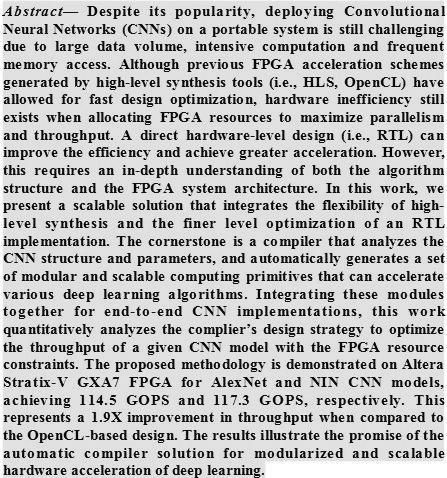 Abstract— Despite its popularity, deploying Convolutional
Neural Networks (CNNs) on a portable system is still challenging
due to large data volume, intensive computation and frequent
memory access. Although previous FPGA acceleration schemes
generated by high-level synthesis tools (i.e., HLS, OpenCL) have
allowed for fast design optimization, hardware inefficiency still
exists when allocating FPGA resources to maximize parallelism
and throughput. A direct hardware-level design (i.e., RTL) can
improve the efficiency and achieve greater acceleration. However,
this requires an in-depth understanding of both the algorithm
structure and the FPGA system architecture. In this work, we
present a scalable solution that integrates the flexibility of high-
level synthesis and the finer level optimization of an RTL
implementation. The cornerstone is a compiler that analyzes the
CNN structure and parameters, and automatically generates a set
of modular and scalable computing primitives that can accelerate
various deep learning algorithms. Integrating these modules
together for end-to-end CNN implementations, this work
quantitatively analyzes the complier's design strategy to optimize
the throughput of a given CNN model with the FPGA resource
constraints. The proposed methodology is demonstrated on Altera
Stratix-V GXA7 FPGA for AlexNet and NIN CNN models,
achieving 114.5 GOPS and 117.3 GOPS, respectively. This
represents a 1.9X improvement in throughput when compared to
the OpenCL-based design. The results illustrate the promise of the
automatic compiler solution for modularized and scalable
hardware acceleration of deep learning.